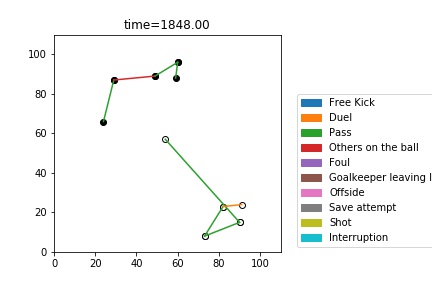 time=1848.00
100
80
60
40
20
0
0 20 40 60 80 100
Free Kick
Duel
Pass
Others on the ball
Foul
Goalkeeper leaving l
Offside
Save attempt
Shot
Interruption